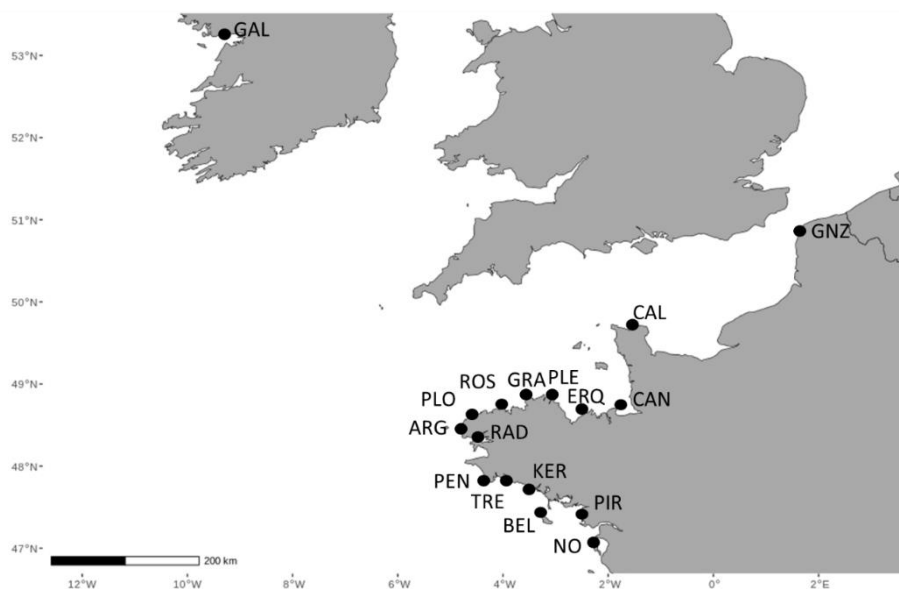 53°N
GAL
52°N
51°N
GNZ
50°N
CAL
49°N
ROS
GRA
PLE
PLO
ERQ
CAN
ARG
RAD
48°N
KER
PEN
TRE
PIR
BEL
NO
47°N
200 km
12°W
10°W
8°W
6°W
4°W
2°W
0°
2°E